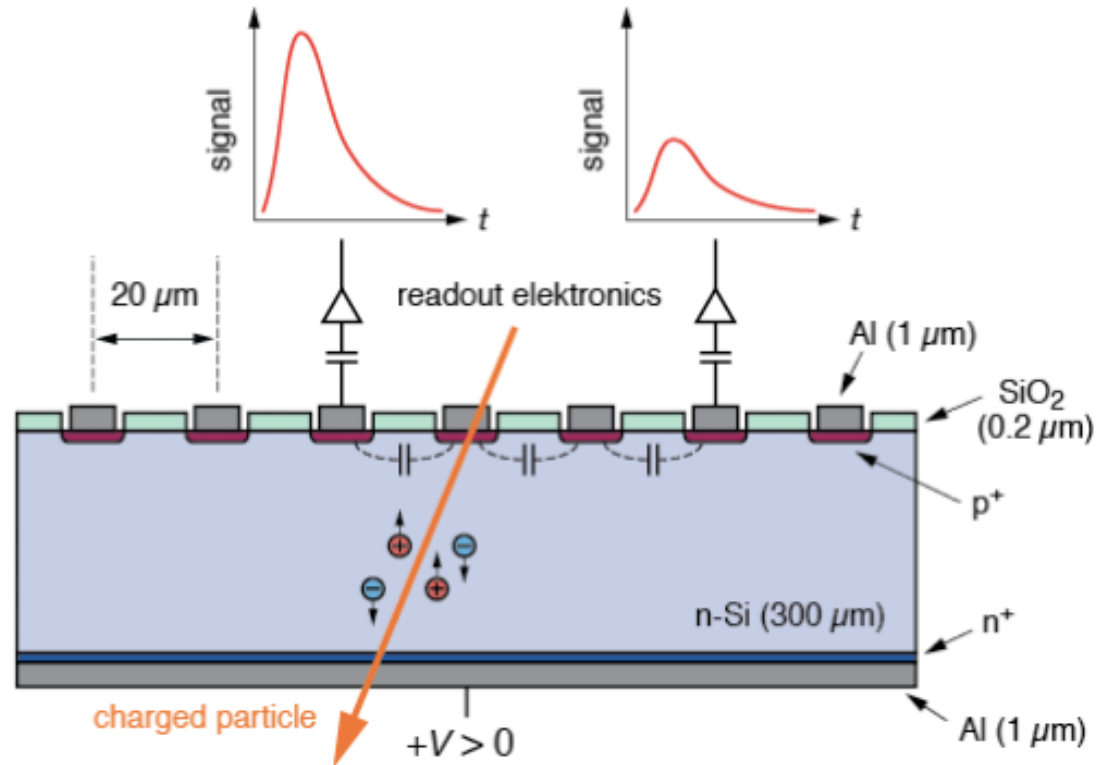 signal
t
signal
t
20 μm
readout elektronics
Al (1 μm)
SiO₂
(0.2 μm)
p⁺
n-Si (300 μm)
n⁺
charged particle
+V > 0
Al (1 μm)
+
−
−
+